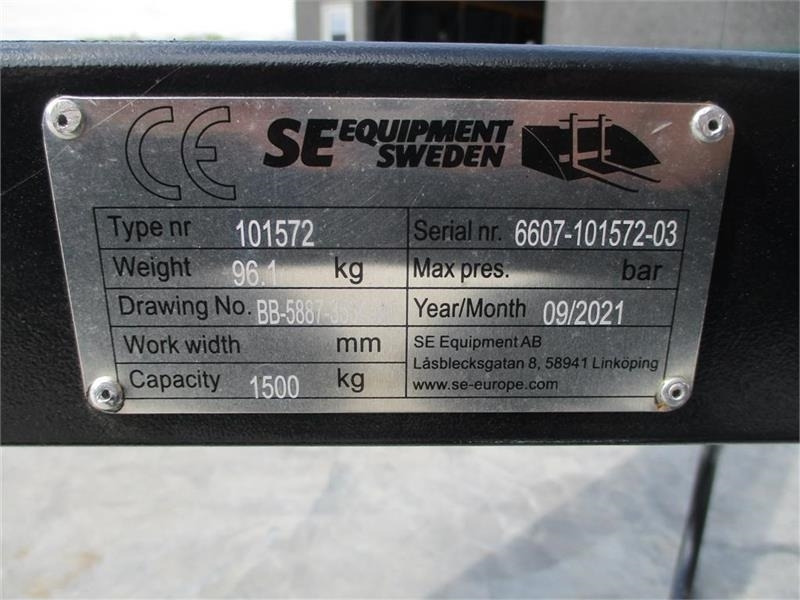 CE SE EQUIPMENT SWEDEN
Type nr 101572 Serial nr. 6607-101572-03
Weight 96.1 kg Max pres. bar
Drawing No. Year/Month 09/2021
Work width mm SE Equipment AB
Låsblecksgatan 8, 58941 Linköping
Capacity 1500 kg www.se-europe.com